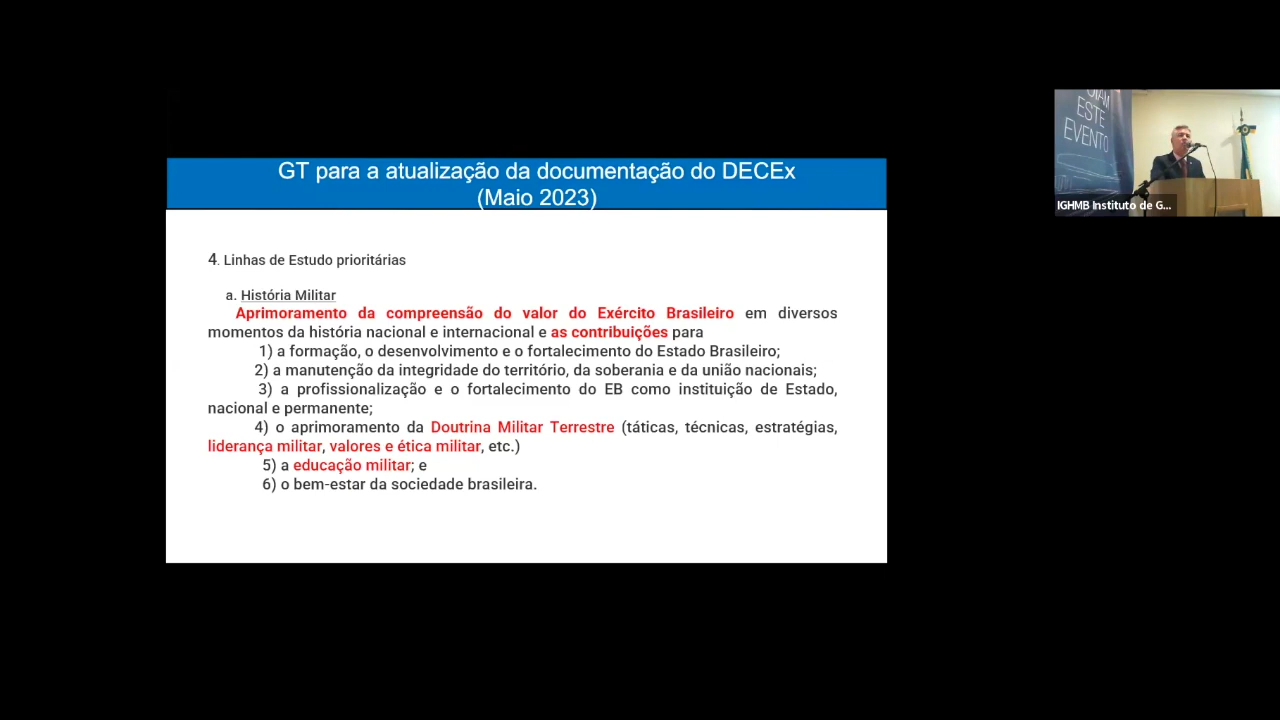 GT para a atualização da documentação do DECEx
(Maio 2023)
4. Linhas de Estudo prioritárias
a. História Militar
Aprimoramento da compreensão do valor do Exército Brasileiro em diversos
momentos da história nacional e internacional e as contribuições para
1) a formação, o desenvolvimento e o fortalecimento do Estado Brasileiro;
2) a manutenção da integridade do território, da soberania e da união nacionais;
3) a profissionalização e o fortalecimento do EB como instituição de Estado,
nacional e permanente;
4) o aprimoramento da Doutrina Militar Terrestre (táticas, técnicas, estratégias,
liderança militar, valores e ética militar, etc.)
5) a educação militar; e
6) o bem-estar da sociedade brasileira.
ESTE
EVENTO
IGHMB Instituto de G...